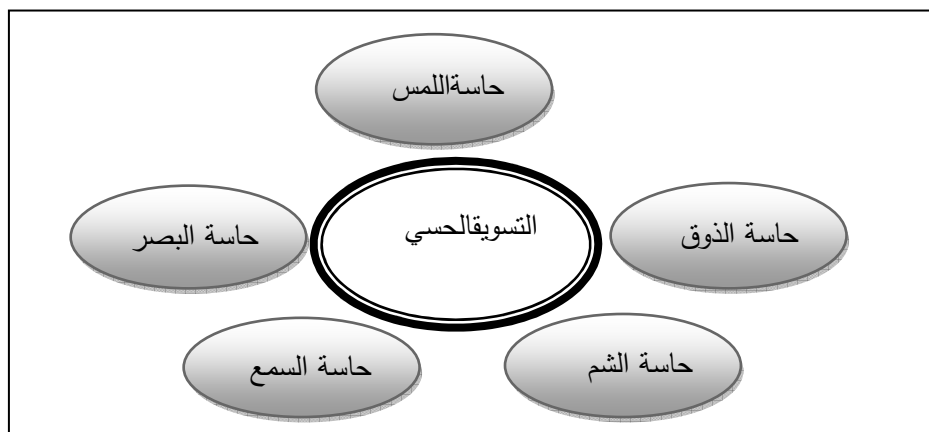 حاسةاللمس
التسويقالحسي
حاسة الذوق
حاسة البصر
حاسة الشم
حاسة السمع